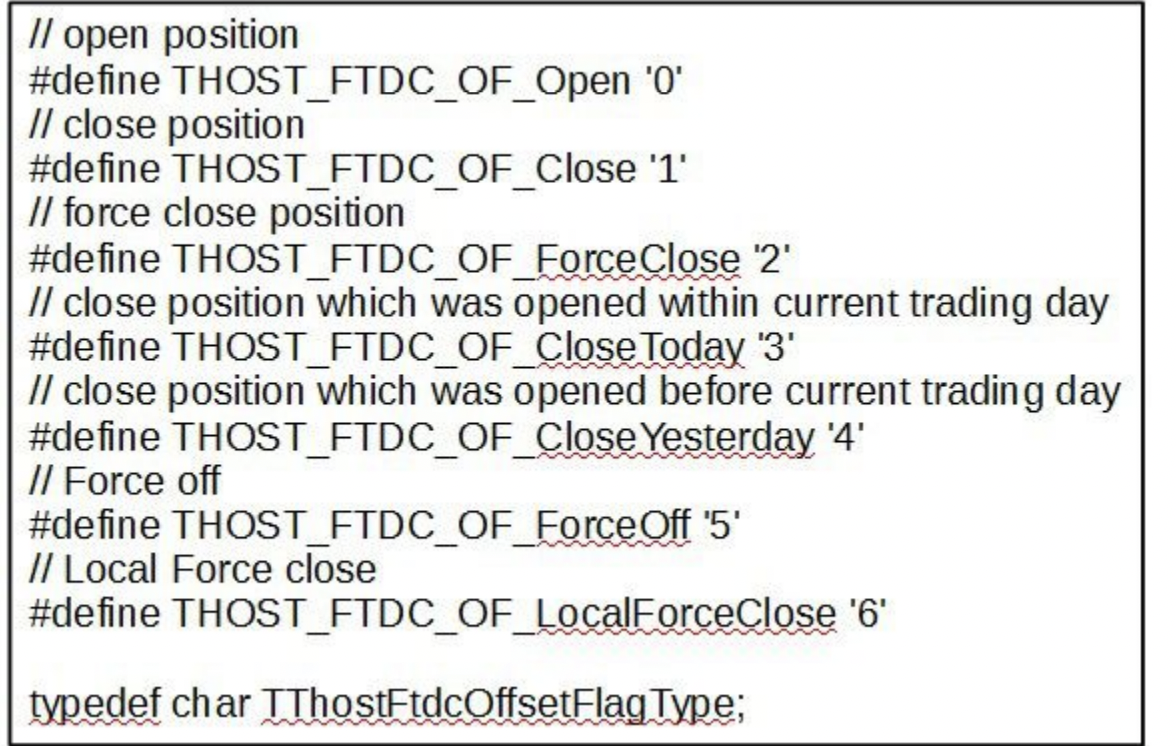 // open position
#define THOST_FTDC_OF_Open '0'
// close position
#define THOST_FTDC_OF_Close '1'
// force close position
#define THOST_FTDC_OF_ForceClose '2'
// close position which was opened within current trading day
#define THOST_FTDC_OF_CloseToday '3'
// close position which was opened before current trading day
#define THOST_FTDC_OF_CloseYesterday '4'
// Force off
#define THOST_FTDC_OF_ForceOff '5'
// Local Force close
#define THOST_FTDC_OF_LocalForceClose '6'
typedef char TThostFtdcOffsetFlagType;